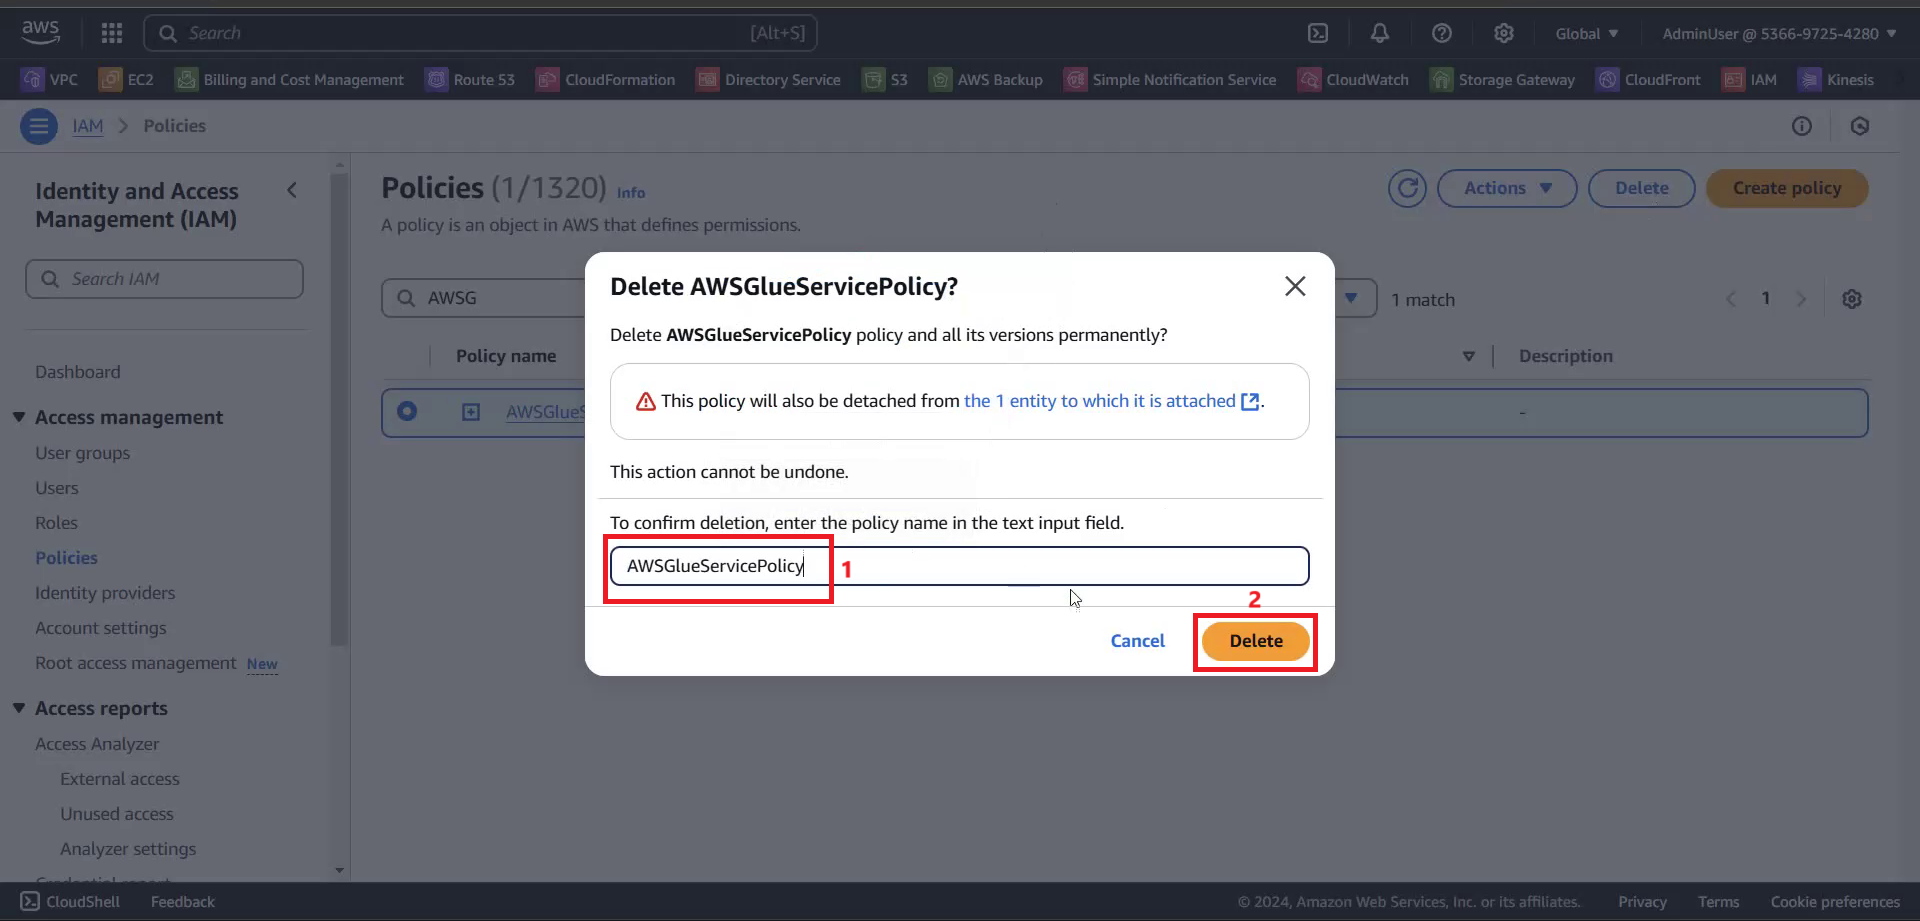 aws
Search
[Alt+S]
Global
AdminUser @ 5366-9725-4280
VPC
EC2
Billing and Cost Management
Route 53
CloudFormation
Directory Service
S3
AWS Backup
Simple Notification Service
CloudWatch
Storage Gateway
CloudFront
IAM
Kinesis
IAM
Policies
Identity and Access
Management (IAM)
Search IAM
Dashboard
Access management
User groups
Users
Roles
Policies
Identity providers
Account settings
Root access management New
Access reports
Access Analyzer
External access
Unused access
Analyzer settings
Credential report
Policies (1/1320) Info
A policy is an object in AWS that defines permissions.
Actions
Delete
Create policy
AWSG
1 match
1
Policy name
Description
AWSGlueS
-
Delete AWSGlueServicePolicy?
Delete AWSGlueServicePolicy policy and all its versions permanently?
This policy will also be detached from the 1 entity to which it is attached .
This action cannot be undone.
To confirm deletion, enter the policy name in the text input field.
AWSGlueServicePolicy
1
2
Cancel
Delete
CloudShell
Feedback
© 2024, Amazon Web Services, Inc. or its affiliates.
Privacy
Terms
Cookie preferences